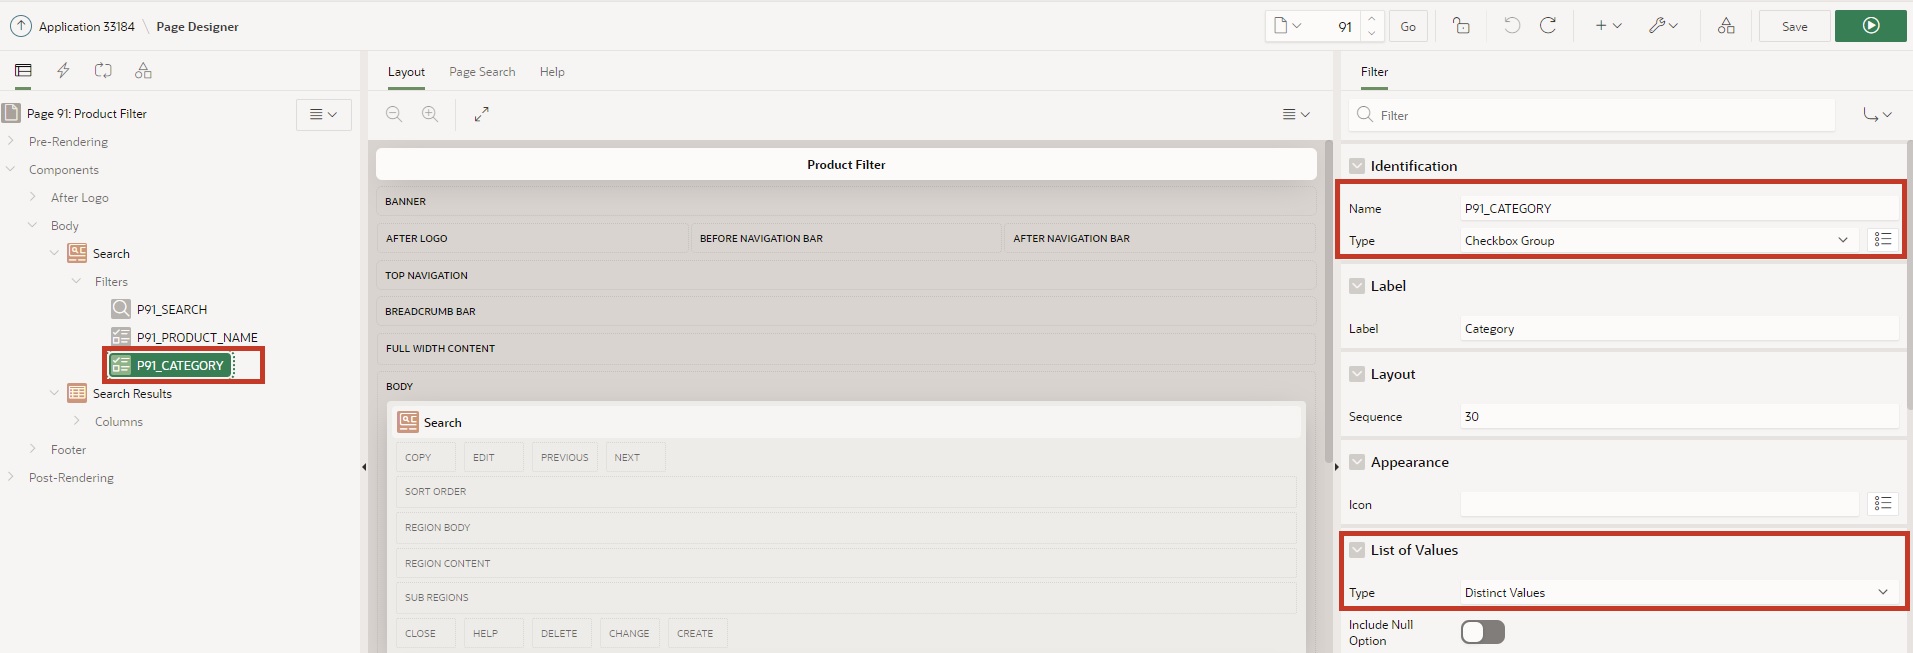 Application 33184 \ Page Designer
91
Go
Save
Page 91: Product Filter
Pre-Rendering
Components
After Logo
Body
Search
Filters
P91_SEARCH
P91_PRODUCT_NAME
P91_CATEGORY
Search Results
Columns
Footer
Post-Rendering
Layout Page Search Help
Product Filter
BANNER
AFTER LOGO BEFORE NAVIGATION BAR AFTER NAVIGATION BAR
TOP NAVIGATION
BREADCRUMB BAR
FULL WIDTH CONTENT
BODY
Search
COPY EDIT PREVIOUS NEXT
SORT ORDER
REGION BODY
REGION CONTENT
SUB REGIONS
CLOSE HELP DELETE CHANGE CREATE
Filter
Filter
Identification
Name P91_CATEGORY
Type Checkbox Group
Label
Label Category
Layout
Sequence 30
Appearance
Icon
List of Values
Type Distinct Values
Include Null
Option